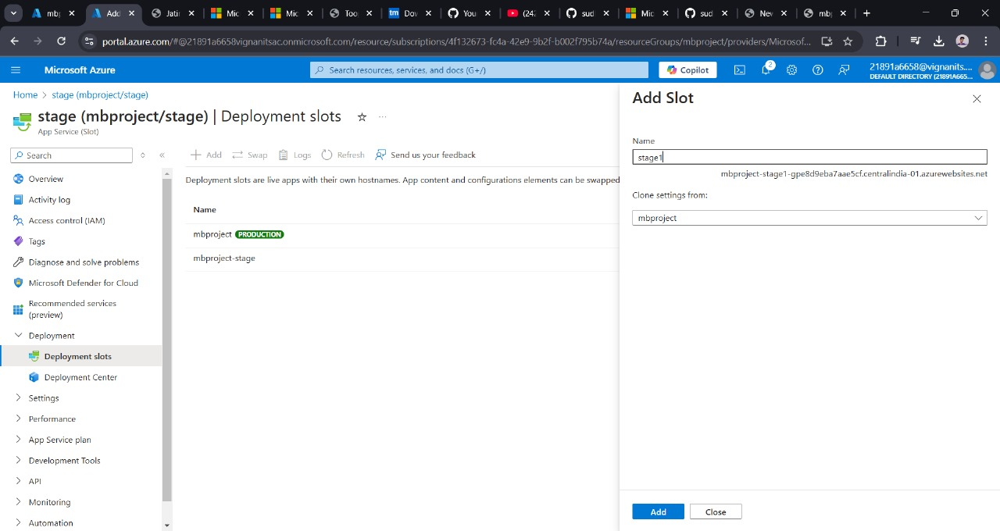 mbp
Add
Jatir
Mic
Mic
Dov
You
(24
sud
Mic
sud
Nev
mbp
portal.azure.com/#@21891a6658vignanitsac.onmicrosoft.com/resource/subscriptions/4f132673-fc4a-42e9-9b2f-b002f795b74a/resourceGroups/mbproject/providers/Microsof...
Microsoft Azure
Search resources, services, and docs (G+/)
Copilot
2
21891a6658@vignanits....
DEFAULT DIRECTORY (21891A665...
Home > stage (mbproject/stage)
stage (mbproject/stage) | Deployment slots
App Service (Slot)
Search
Overview
Activity log
Access control (IAM)
Tags
Diagnose and solve problems
Microsoft Defender for Cloud
Recommended services
(preview)
Deployment
Deployment slots
Deployment Center
Settings
Performance
App Service plan
Development Tools
API
Monitoring
Automation
Add Swap Logs Refresh Send us your feedback
Deployment slots are live apps with their own hostnames. App content and configurations elements can be swapped
Name
mbproject PRODUCTION
mbproject-stage
Add Slot
Name
stage1
mbproject-stage1-gpe8d9eba7aae5cf.centralindia-01.azurewebsites.net
Clone settings from:
mbproject
Add
Close